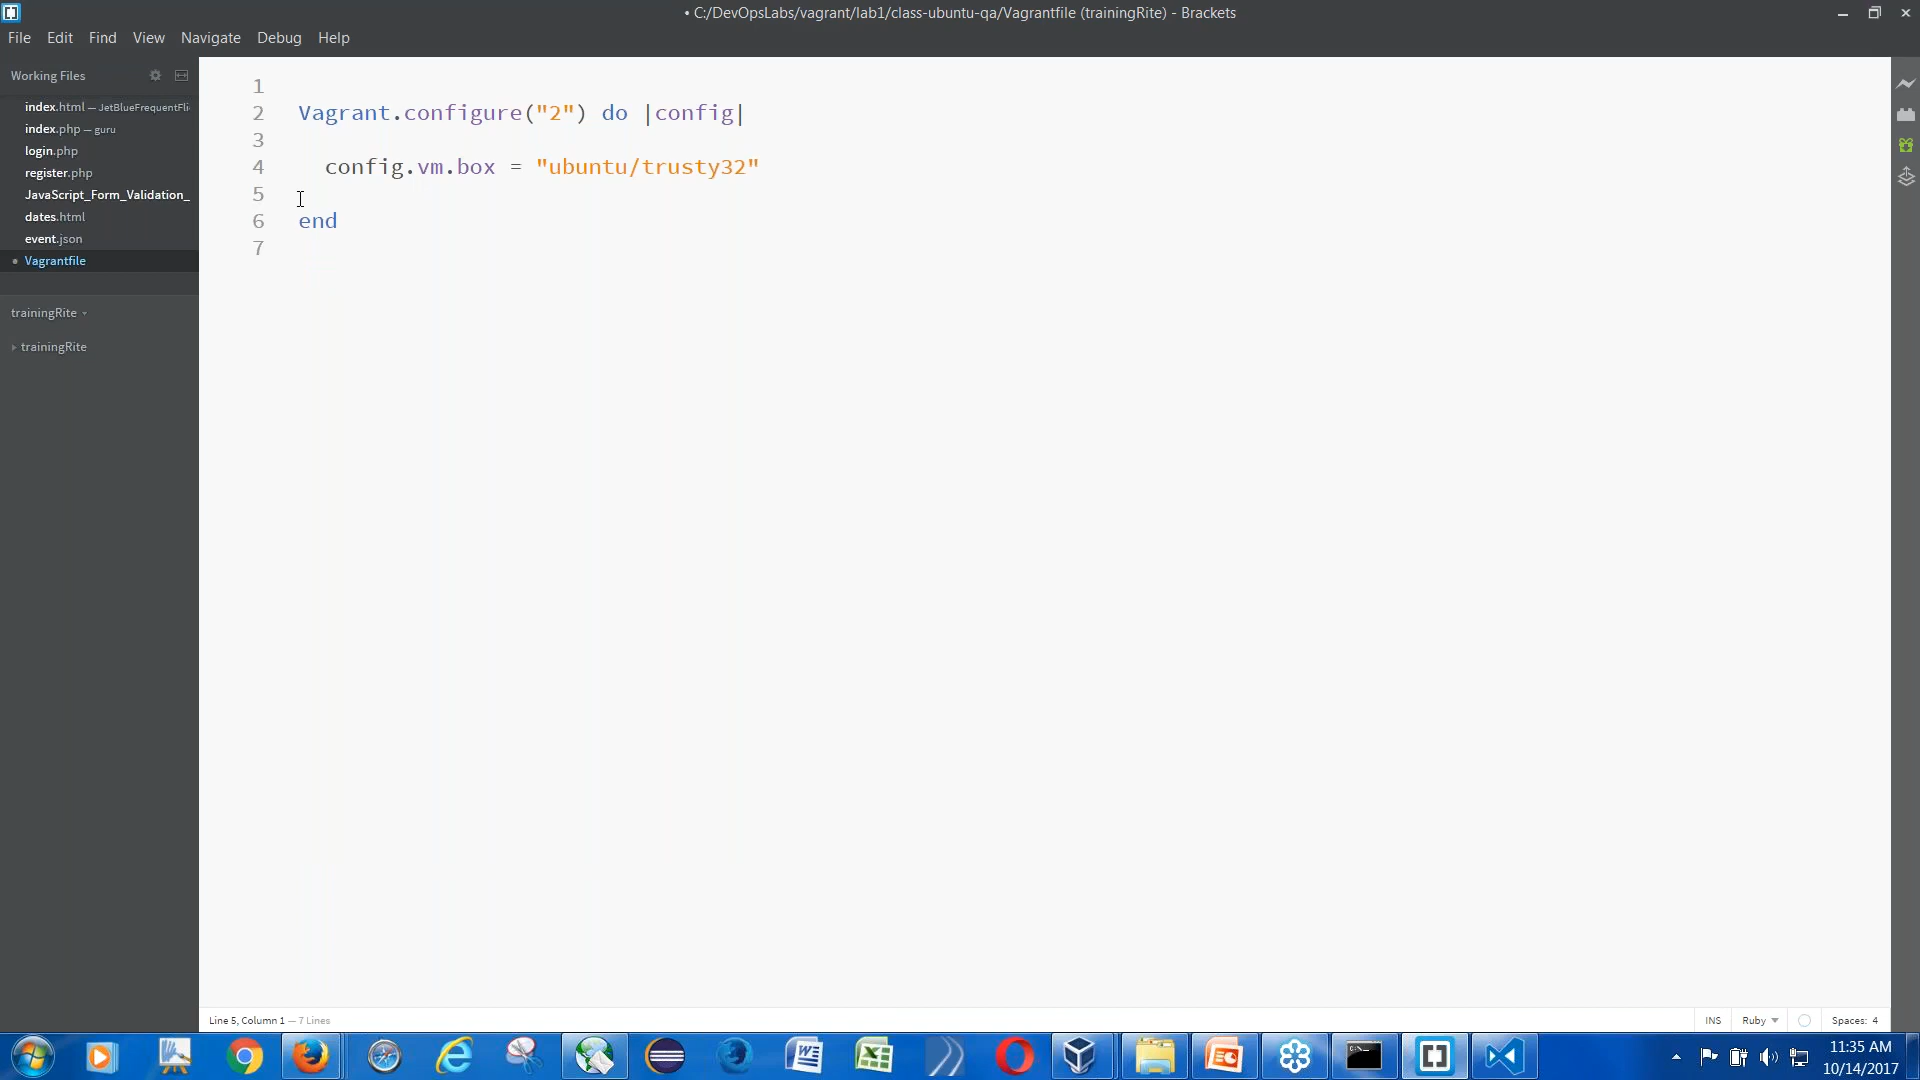 • C:/DevOpsLabs/vagrant/lab1/class-ubuntu-qa/Vagrantfile (trainingRite) - Brackets
File Edit Find View Navigate Debug Help
Working Files
index.html — JetBlueFrequentFli
index.php — guru
login.php
register.php
JavaScript_Form_Validation_
dates.html
event.json
• Vagrantfile
trainingRite
trainingRite
1
2 Vagrant.configure("2") do |config|
3
4 config.vm.box = "ubuntu/trusty32"
5
6 end
7
Line 5, Column 1 — 7 Lines
INS Ruby Spaces: 4
11:35 AM
10/14/2017